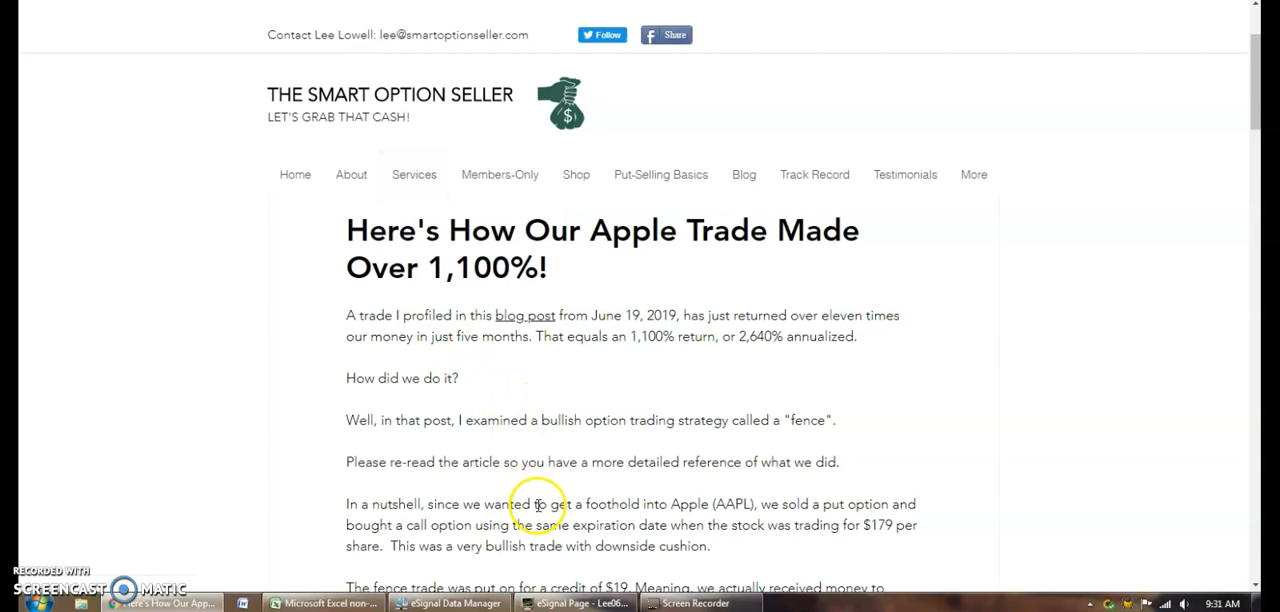 Contact Lee Lowell: lee@smartoptionseller.com
Follow
f Share
THE SMART OPTION SELLER
LET'S GRAB THAT CASH!
$
Home About Services Members-Only Shop Put-Selling Basics Blog Track Record Testimonials More
Here's How Our Apple Trade Made
Over 1,100%!
A trade I profiled in this blog post from June 19, 2019, has just returned over eleven times
our money in just five months. That equals an 1,100% return, or 2,640% annualized.
How did we do it?
Well, in that post, I examined a bullish option trading strategy called a "fence".
Please re-read the article so you have a more detailed reference of what we did.
In a nutshell, since we wanted to get a foothold into Apple (AAPL), we sold a put option and
bought a call option using the same expiration date when the stock was trading for $179 per
share. This was a very bullish trade with downside cushion.
The fence trade was put on for a credit of $19. Meaning, we actually received money to
RECORDED WITH
SCREENCAST MATIC
Here's How Our Ap... Microsoft Excel non-... eSignal Data Manager eSignal Page - Lee06... Screen Recorder 9:31 AM